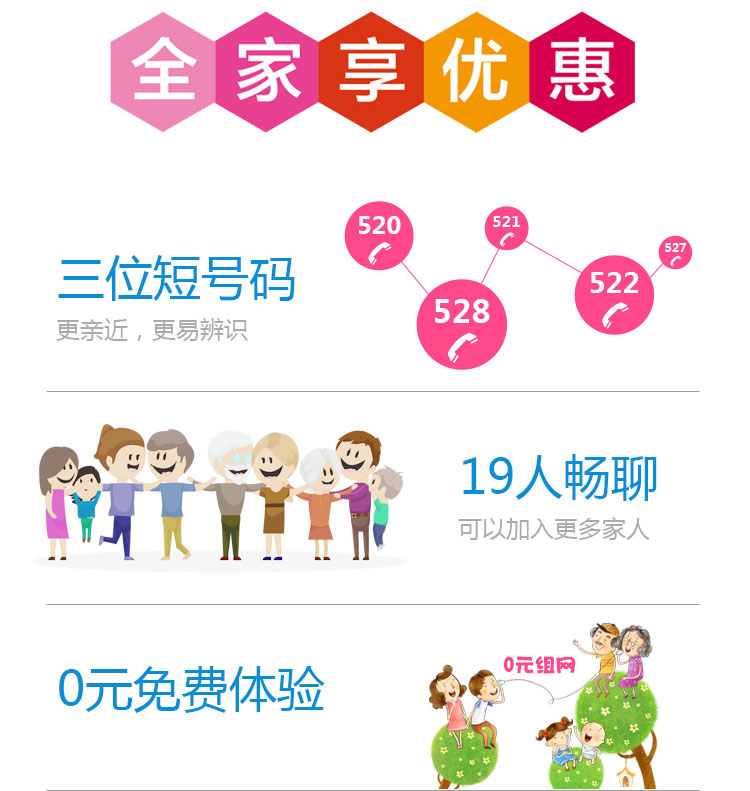 全家享优惠
520
521
527
522
528
三位短号码
更亲近，更易辨识
19人畅聊
可以加入更多家人
0元组网
0元免费体验